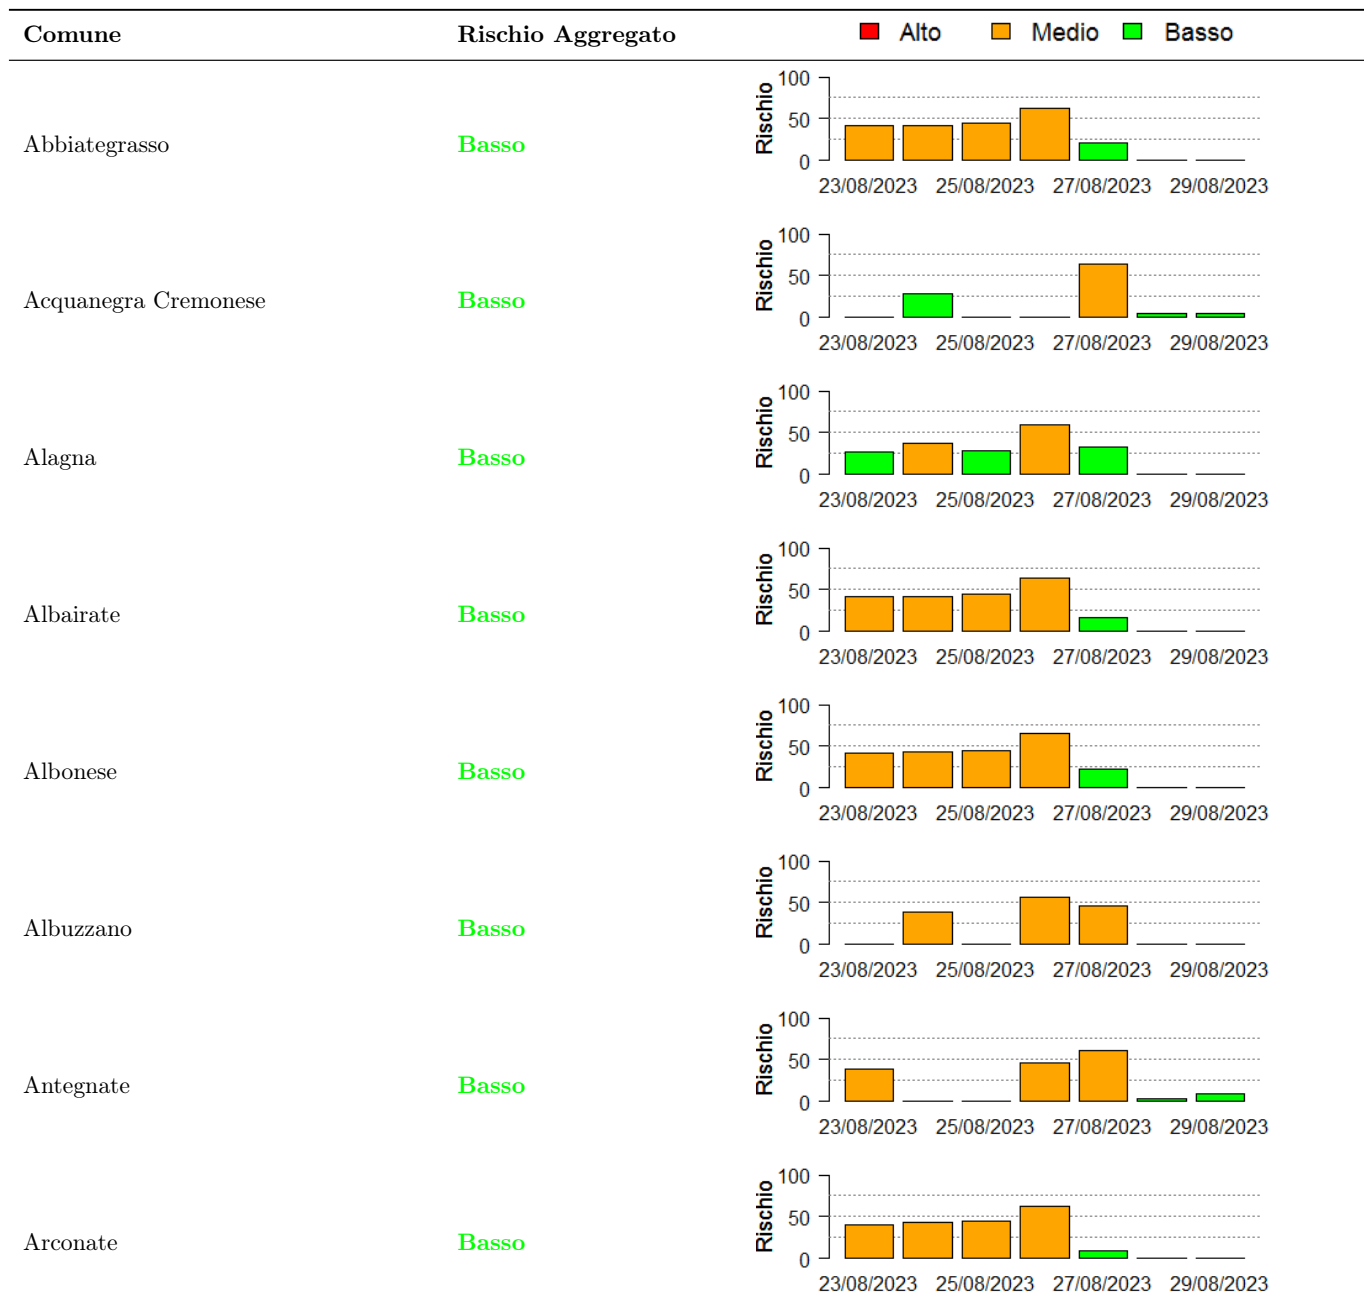 Comune Rischio Aggregato Alto Medio Basso
Abbiategrasso Basso Rischio 100 50 0
23/08/2023 25/08/2023 27/08/2023 29/08/2023
Acquanegra Cremonese Basso Rischio 100 50 0
23/08/2023 25/08/2023 27/08/2023 29/08/2023
Alagna Basso Rischio 100 50 0
23/08/2023 25/08/2023 27/08/2023 29/08/2023
Albairate Basso Rischio 100 50 0
23/08/2023 25/08/2023 27/08/2023 29/08/2023
Albonese Basso Rischio 100 50 0
23/08/2023 25/08/2023 27/08/2023 29/08/2023
Albuzzano Basso Rischio 100 50 0
23/08/2023 25/08/2023 27/08/2023 29/08/2023
Antegnate Basso Rischio 100 50 0
23/08/2023 25/08/2023 27/08/2023 29/08/2023
Arconate Basso Rischio 100 50 0
23/08/2023 25/08/2023 27/08/2023 29/08/2023